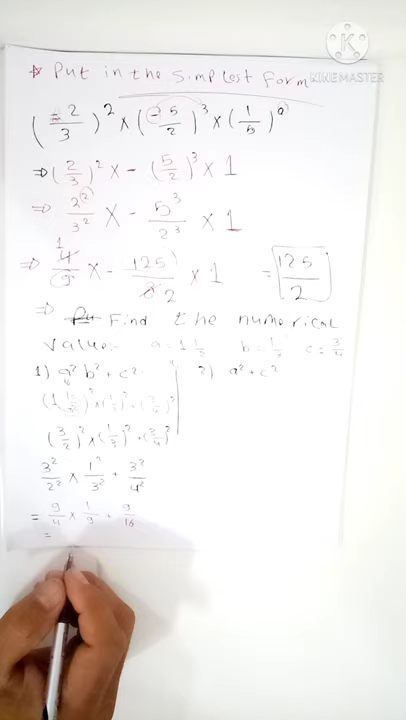 * Put in the simplest form
KINEMASTER
(-2/3)² × (-5/2)³ × (1/5)⁰
⇒ (2/3)² × - (5/2)³ × 1
⇒ 2²/3² × - 5³/2³ × 1
⇒ 4/9 × - 125/8 2 × 1 = 125/2
⇒ Find the numerical
value:- a = 1 1/2 b = 1/3 c = 3/4
1) a² b² + c² 2) a² + c²
(1 1/2)² × (1/3)² + (3/4)²
(3/2)² × (1/3)² + (3/4)²
3²/2² × 1²/3² + 3²/4²
= 9/4 × 1/9 + 9/16
=